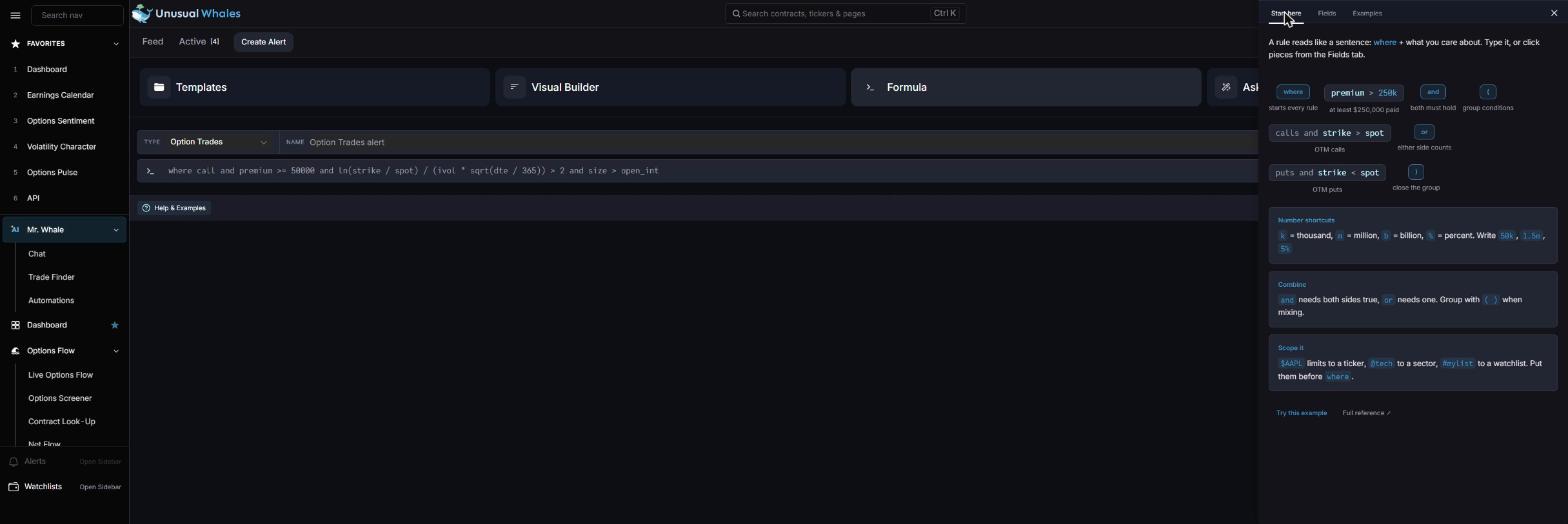 Search nav
Unusual Whales
Search contracts, tickers & pages
Ctrl K
Start here
Fields
Examples
FAVORITES
1 Dashboard
2 Earnings Calendar
3 Options Sentiment
4 Volatility Character
5 Options Pulse
6 API
AI Mr. Whale
Chat
Trade Finder
Automations
Dashboard
Options Flow
Live Options Flow
Options Screener
Contract Look-Up
Net Flow
Alerts Open Sidebar
Watchlists Open Sidebar
Feed
Active (4)
Create Alert
Templates
Visual Builder
Formula
Ask
TYPE Option Trades
NAME Option Trades alert
where call and premium >= 50000 and ln(strike / spot) / (ivol * sqrt(dte / 365)) > 2 and size > open_int
Help & Examples
A rule reads like a sentence: where + what you care about. Type it, or click
pieces from the Fields tab.
where
starts every rule
premium > 250k
at least $250,000 paid
and
both must hold
(
group conditions
calls and strike > spot
OTM calls
or
either side counts
puts and strike < spot
OTM puts
)
close the group
Number shortcuts
k = thousand, m = million, b = billion, % = percent. Write 50k, 1.5m,
5%
Combine
and needs both sides true, or needs one. Group with ( ) when
mixing.
Scope it
$AAPL limits to a ticker, @tech to a sector, #mylist to a watchlist. Put
them before where.
Try this example
Full reference ↗